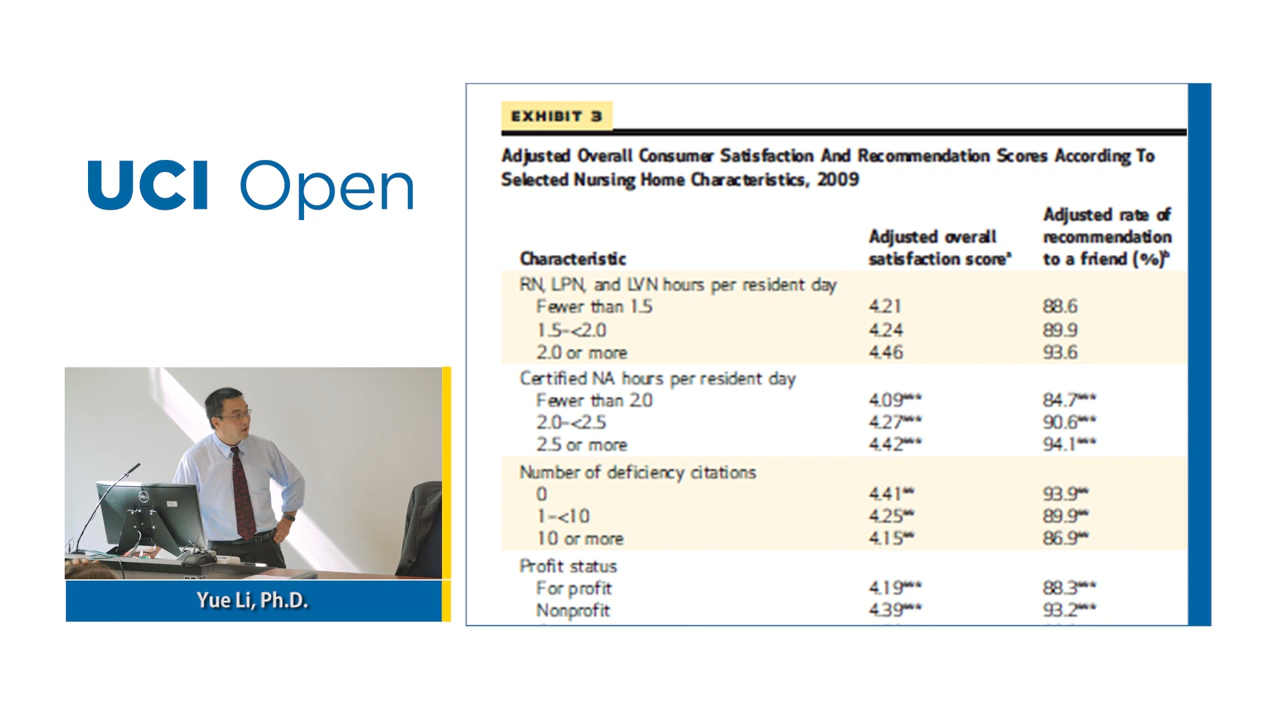 UCI Open
Yue Li, Ph.D.
EXHIBIT 3
Adjusted Overall Consumer Satisfaction And Recommendation Scores According To
Selected Nursing Home Characteristics, 2009
Characteristic Adjusted overall satisfaction scoreᵃ Adjusted rate of recommendation to a friend (%)ᵇ
RN, LPN, and LVN hours per resident day
Fewer than 1.5 4.21 88.6
1.5–<2.0 4.24 89.9
2.0 or more 4.46 93.6
Certified NA hours per resident day
Fewer than 2.0 4.09*** 84.7***
2.0–<2.5 4.27*** 90.6***
2.5 or more 4.42*** 94.1***
Number of deficiency citations
0 4.41** 93.9**
1–<10 4.25** 89.9**
10 or more 4.15** 86.9**
Profit status
For profit 4.19*** 88.3***
Nonprofit 4.39*** 93.2***